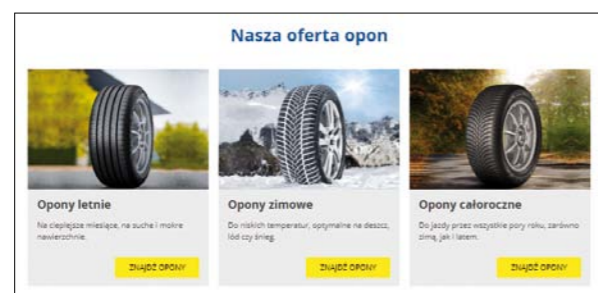 Nasza oferta opon
Opony letnie
Na cieplejsze miesiące, na suche i mokre
nawierzchnie.
ZNAJDŹ OPONY
Opony zimowe
Do niskich temperatur, optymalne na deszcz,
lód czy śnieg.
ZNAJDŹ OPONY
Opony całoroczne
Do jazdy przez wszystkie pory roku, zarówno
zimą, jak i latem.
ZNAJDŹ OPONY